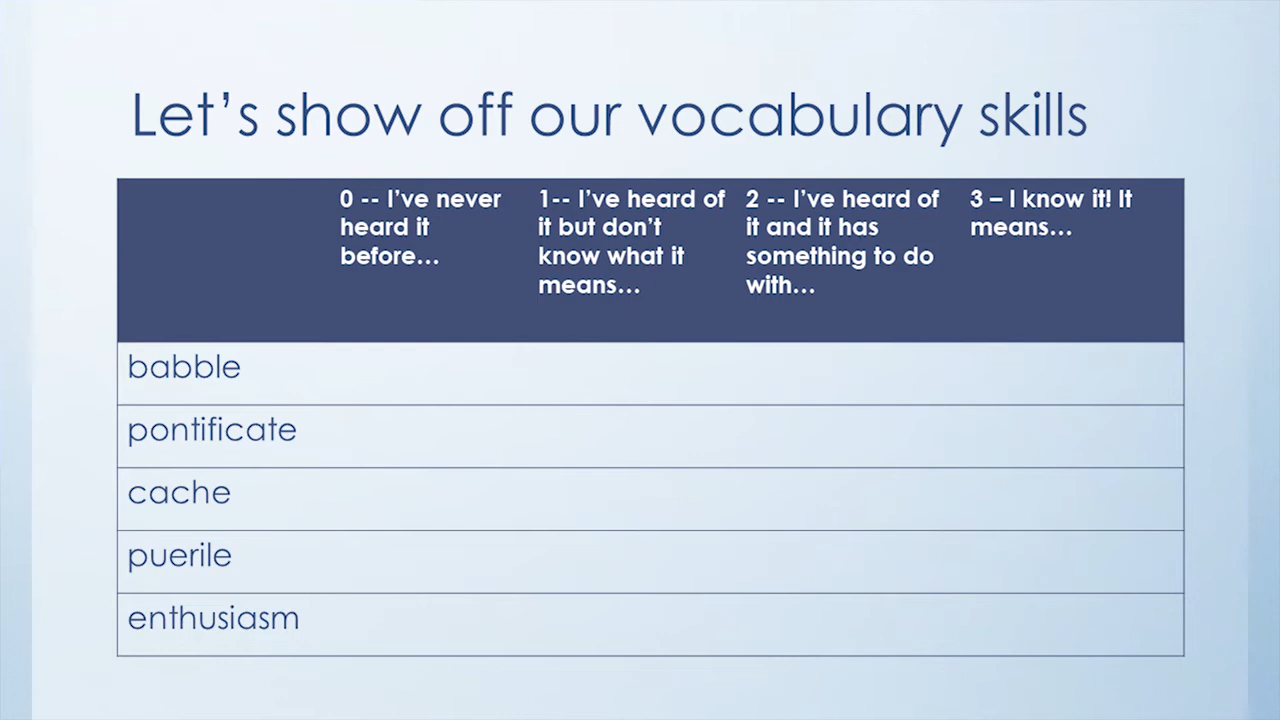 Let's show off our vocabulary skills
0 -- I've never
heard it
before...
1-- I've heard of
it but don't
know what it
means...
2 -- I've heard of
it and it has
something to do
with...
3 – I know it! It
means...
babble
pontificate
cache
puerile
enthusiasm